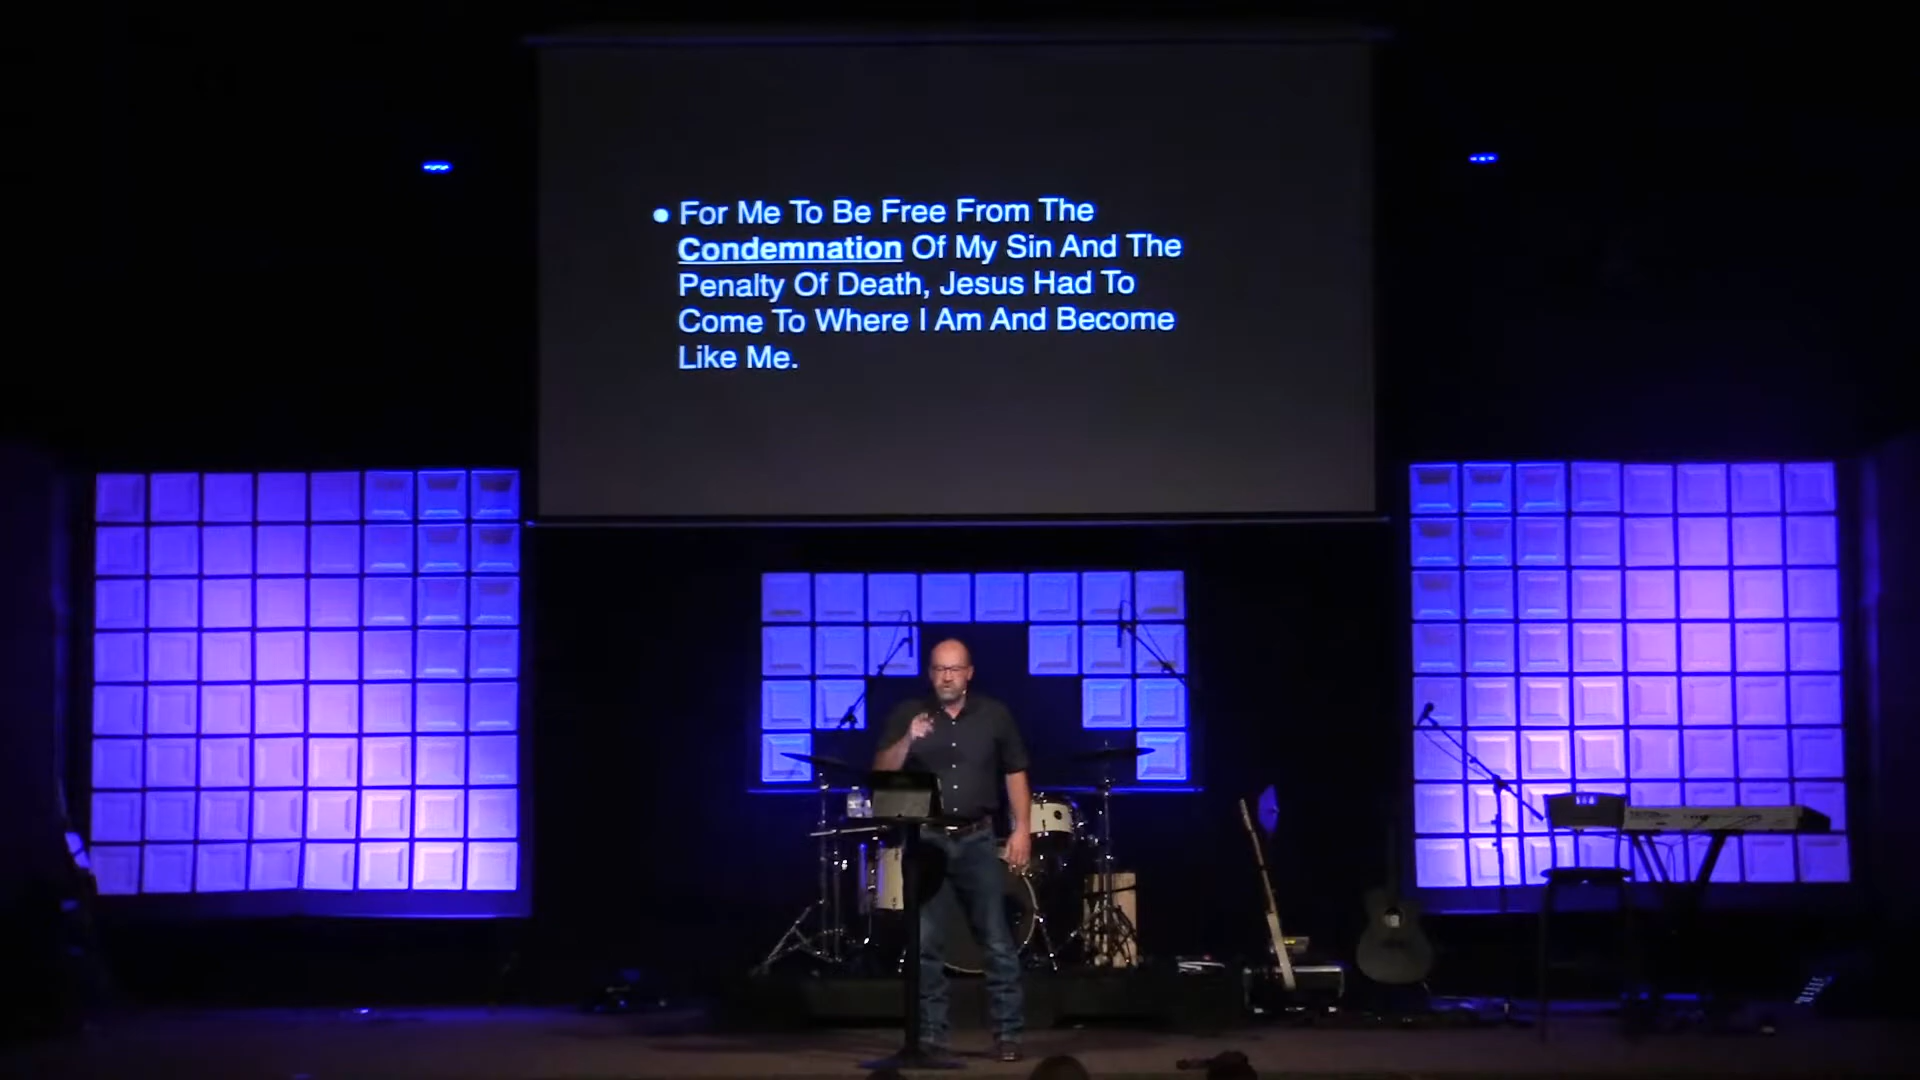 • For Me To Be Free From The
Condemnation Of My Sin And The
Penalty Of Death, Jesus Had To
Come To Where I Am And Become
Like Me.